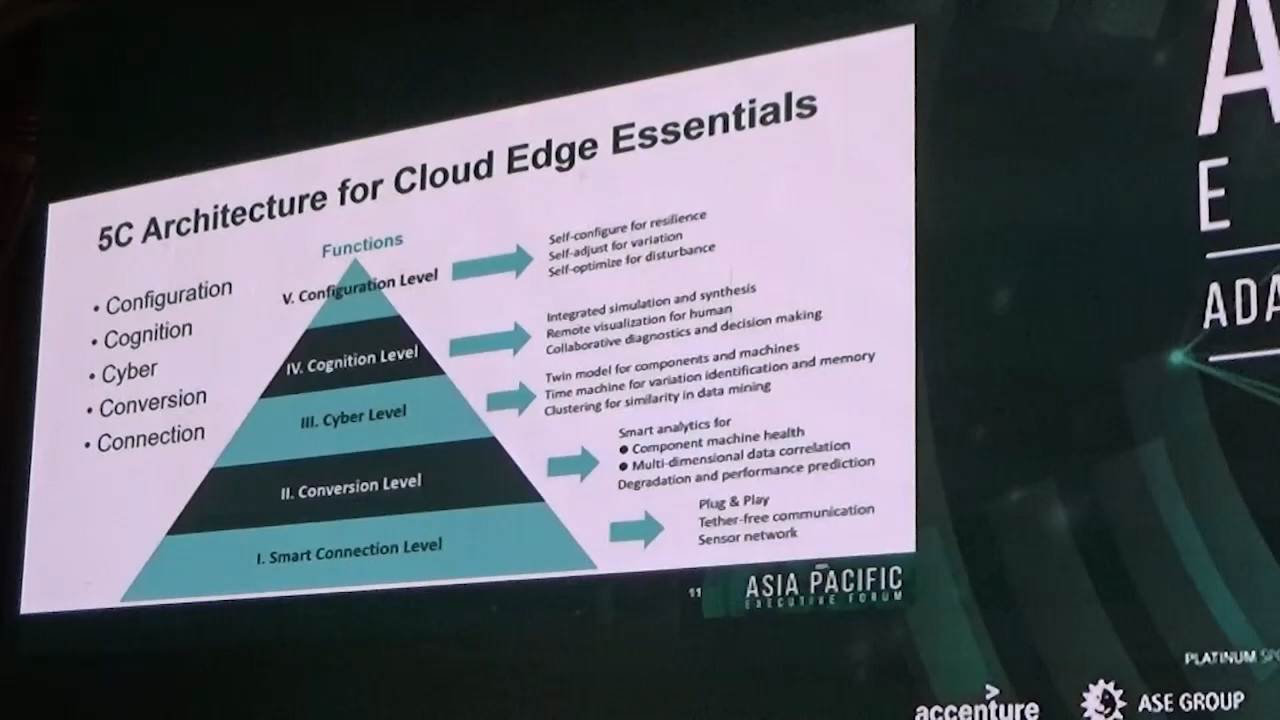 5C Architecture for Cloud Edge Essentials
• Configuration
• Cognition
• Cyber
• Conversion
• Connection
Functions
V. Configuration Level
IV. Cognition Level
III. Cyber Level
II. Conversion Level
I. Smart Connection Level
Self-configure for resilience
Self-adjust for variation
Self-optimize for disturbance
Integrated simulation and synthesis
Remote visualization for human
Collaborative diagnostics and decision making
Twin model for components and machines
Time machine for variation identification and memory
Clustering for similarity in data mining
Smart analytics for
● Component machine health
● Multi-dimensional data correlation
Degradation and performance prediction
Plug & Play
Tether-free communication
Sensor network
11
ASIA PACIFIC
EXECUTIVE FORUM
A
E
ADA
PLATINUM SPO
accenture
ASE GROUP